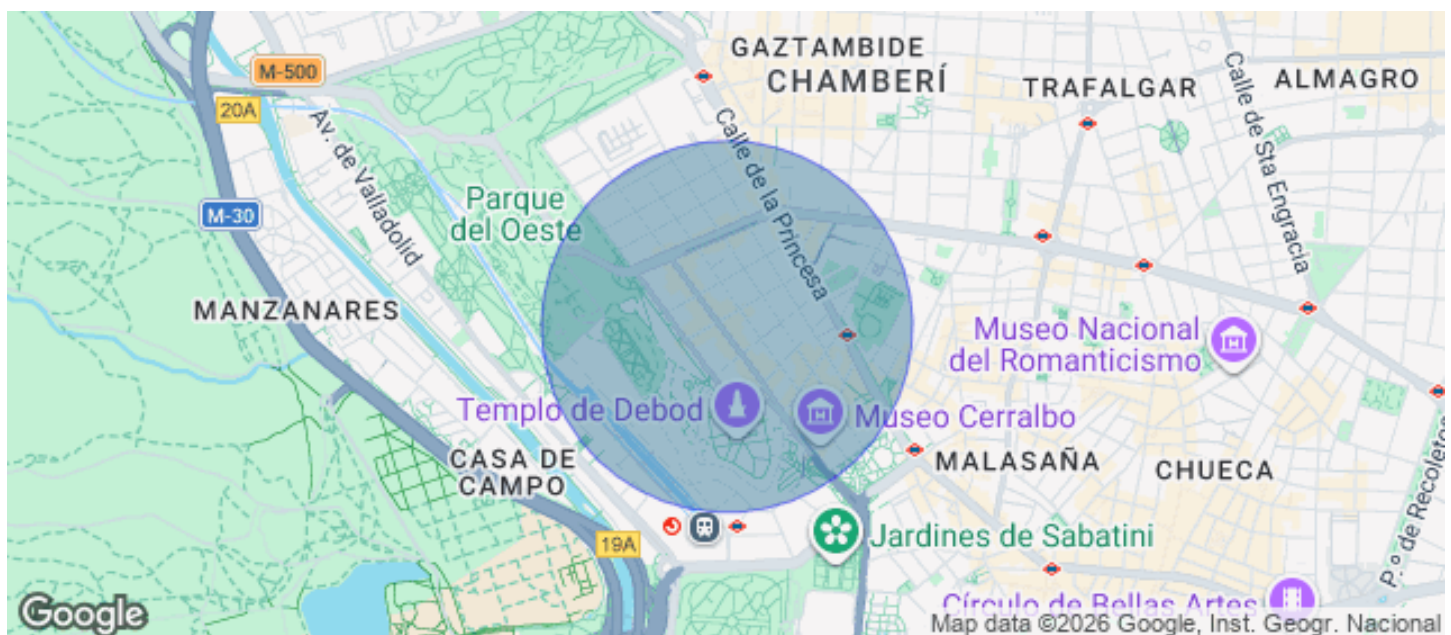 GAZTAMBIDE
CHAMBERÍ
TRAFALGAR
ALMAGRO
M-500
20A
Av. de Valladolid
Calle de la Princesa
Calle de Sta Engracia
M-30
Parque
del Oeste
MANZANARES
Museo Nacional
del Romanticismo
Templo de Debod
Museo Cerralbo
CASA DE
CAMPO
MALASAÑA
CHUECA
P.º de Recoletos
19A
Jardines de Sabatini
Círculo de Bellas Artes
Google
Map data ©2026 Google, Inst. Geogr. Nacional